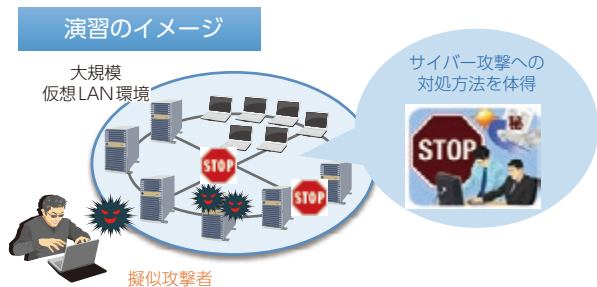 演習のイメージ
大規模
仮想LAN環境
サイバー攻撃への
対処方法を体得
STOP
秘
STOP
STOP
擬似攻撃者